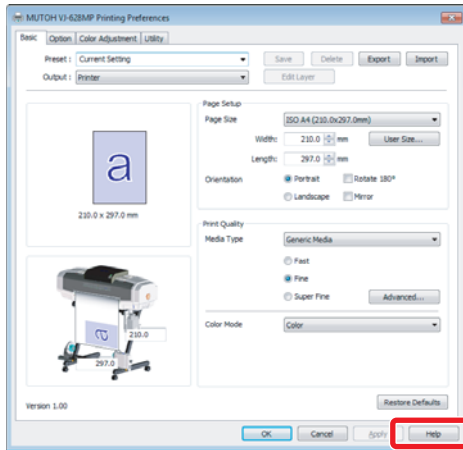 MUTOH VJ-628MP Printing Preferences
Basic Option Color Adjustment Utility
Preset : Current Setting Save Delete Export Import
Output : Printer Edit Layer
Page Setup
Page Size ISO A4 (210.0x297.0mm)
Width: 210.0 mm User Size...
Length: 297.0 mm
Orientation Portrait Rotate 180°
Landscape Mirror
a
210.0 x 297.0 mm
Print Quality
Media Type Generic Media
Fast
Fine
Super Fine Advanced...
Color Mode Color
a
210.0
297.0
Version 1.00
Restore Defaults
OK Cancel Apply Help